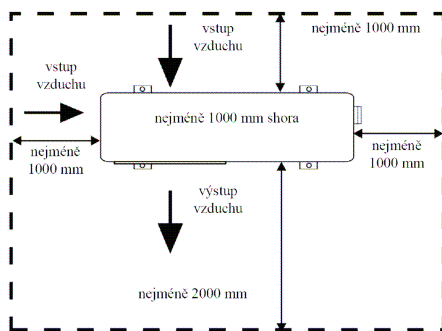 vstup
vzduchu
nejméně 1000 mm
vstup
vzduchu
nejméně 1000 mm shora
nejméně
1000 mm
nejméně
1000 mm
výstup
vzduchu
nejméně 2000 mm